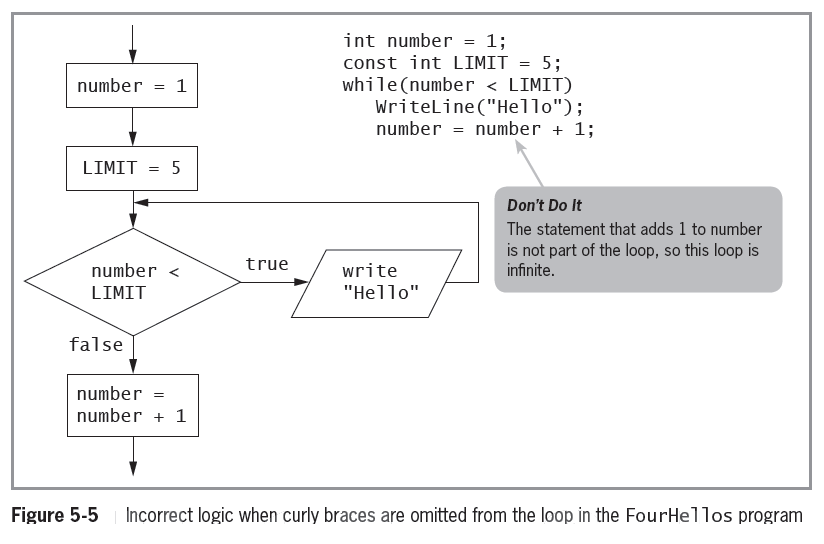 number = 1
LIMIT = 5
number <
LIMIT
true
write
"Hello"
false
number =
number + 1
int number = 1;
const int LIMIT = 5;
while(number < LIMIT)
WriteLine("Hello");
number = number + 1;
Don't Do It
The statement that adds 1 to number
is not part of the loop, so this loop is
infinite.
Figure 5-5 Incorrect logic when curly braces are omitted from the loop in the FourHellos program